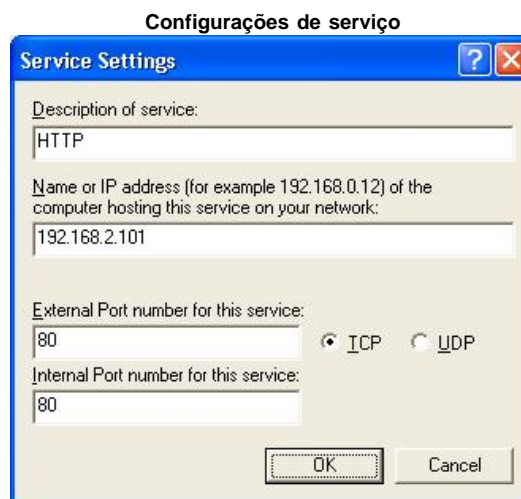 Configurações de serviço
Service Settings
Description of service:
HTTP
Name or IP address (for example 192.168.0.12) of the
computer hosting this service on your network:
192.168.2.101
External Port number for this service:
80
TCP
UDP
Internal Port number for this service:
80
OK
Cancel